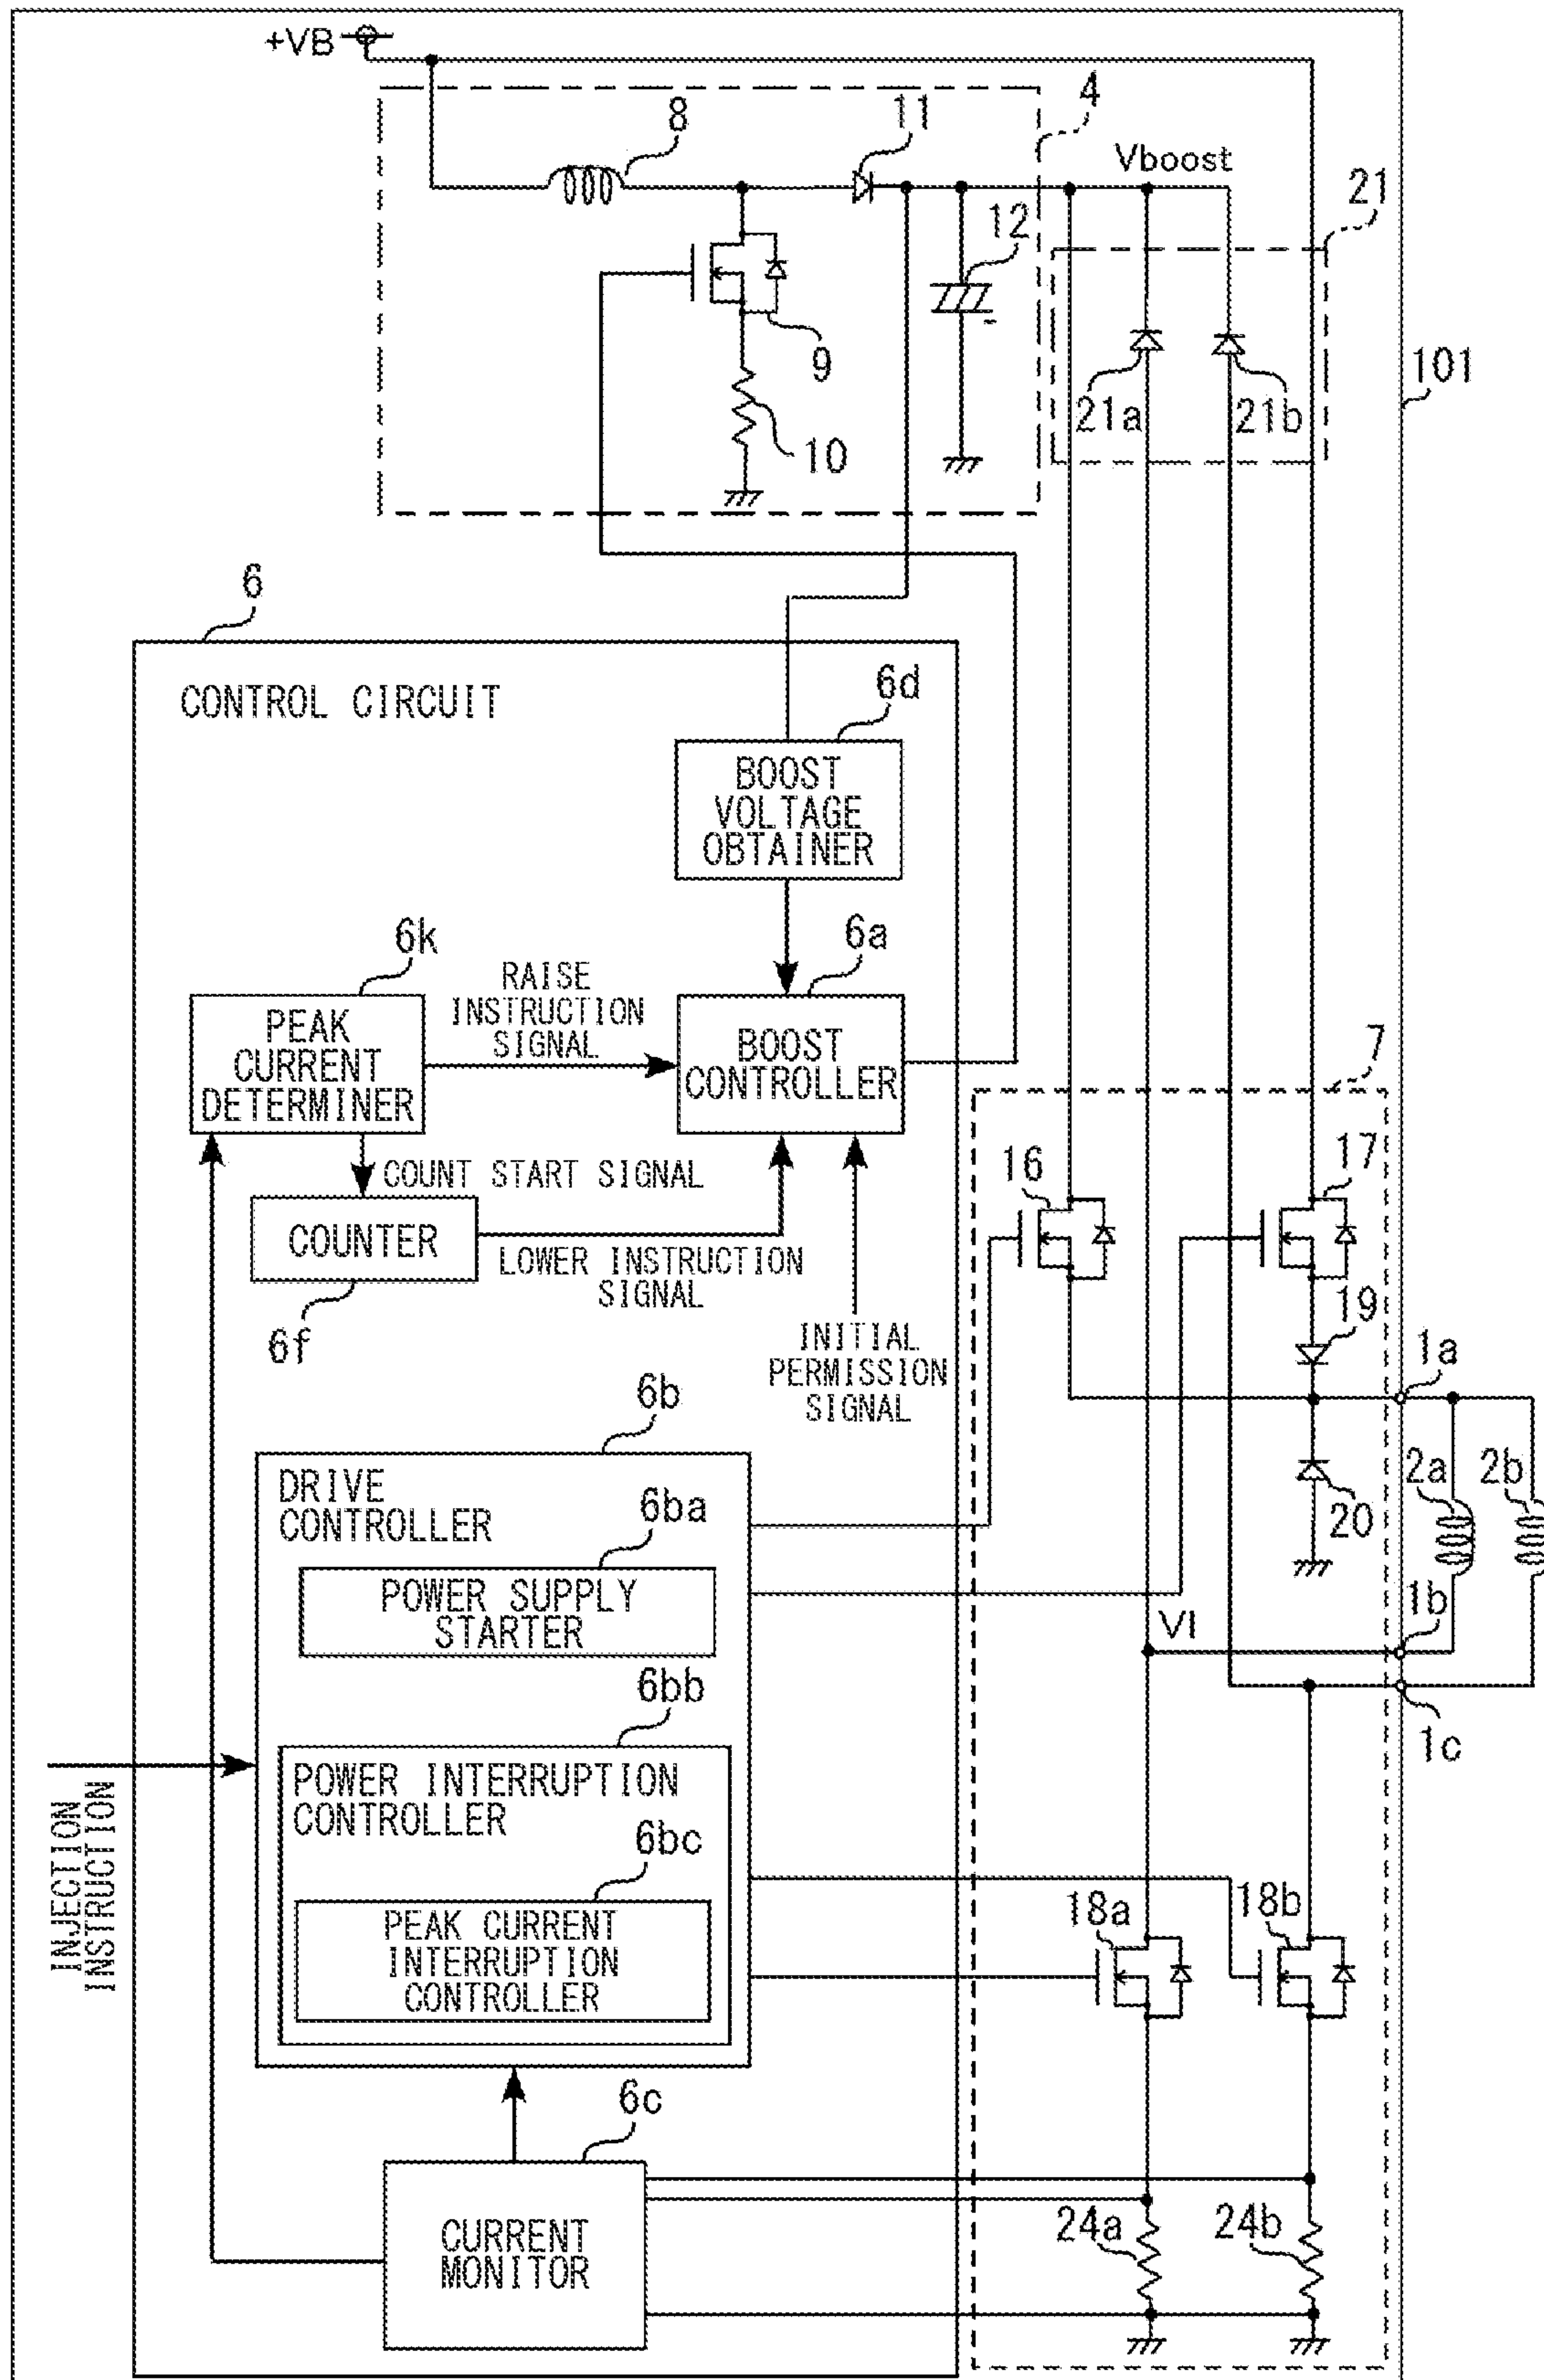 +VB
4
8
11
Vboost
21
12
9
21a
21b
101
10
6
CONTROL CIRCUIT
6d
BOOST
VOLTAGE
OBTAINER
6k
6a
RAISE
INSTRUCTION
SIGNAL
PEAK
CURRENT
DETERMINER
BOOST
CONTROLLER
7
COUNT START SIGNAL
16
17
COUNTER
LOWER INSTRUCTION
SIGNAL
6f
19
INITIAL
PERMISSION
SIGNAL
1a
6b
DRIVE
CONTROLLER
6ba
2a
2b
20
POWER SUPPLY
STARTER
VI
1b
6bb
1c
POWER INTERRUPTION
CONTROLLER
INJECTION
INSTRUCTION
6bc
PEAK CURRENT
INTERRUPTION
CONTROLLER
18a
18b
6c
CURRENT
MONITOR
24a
24b